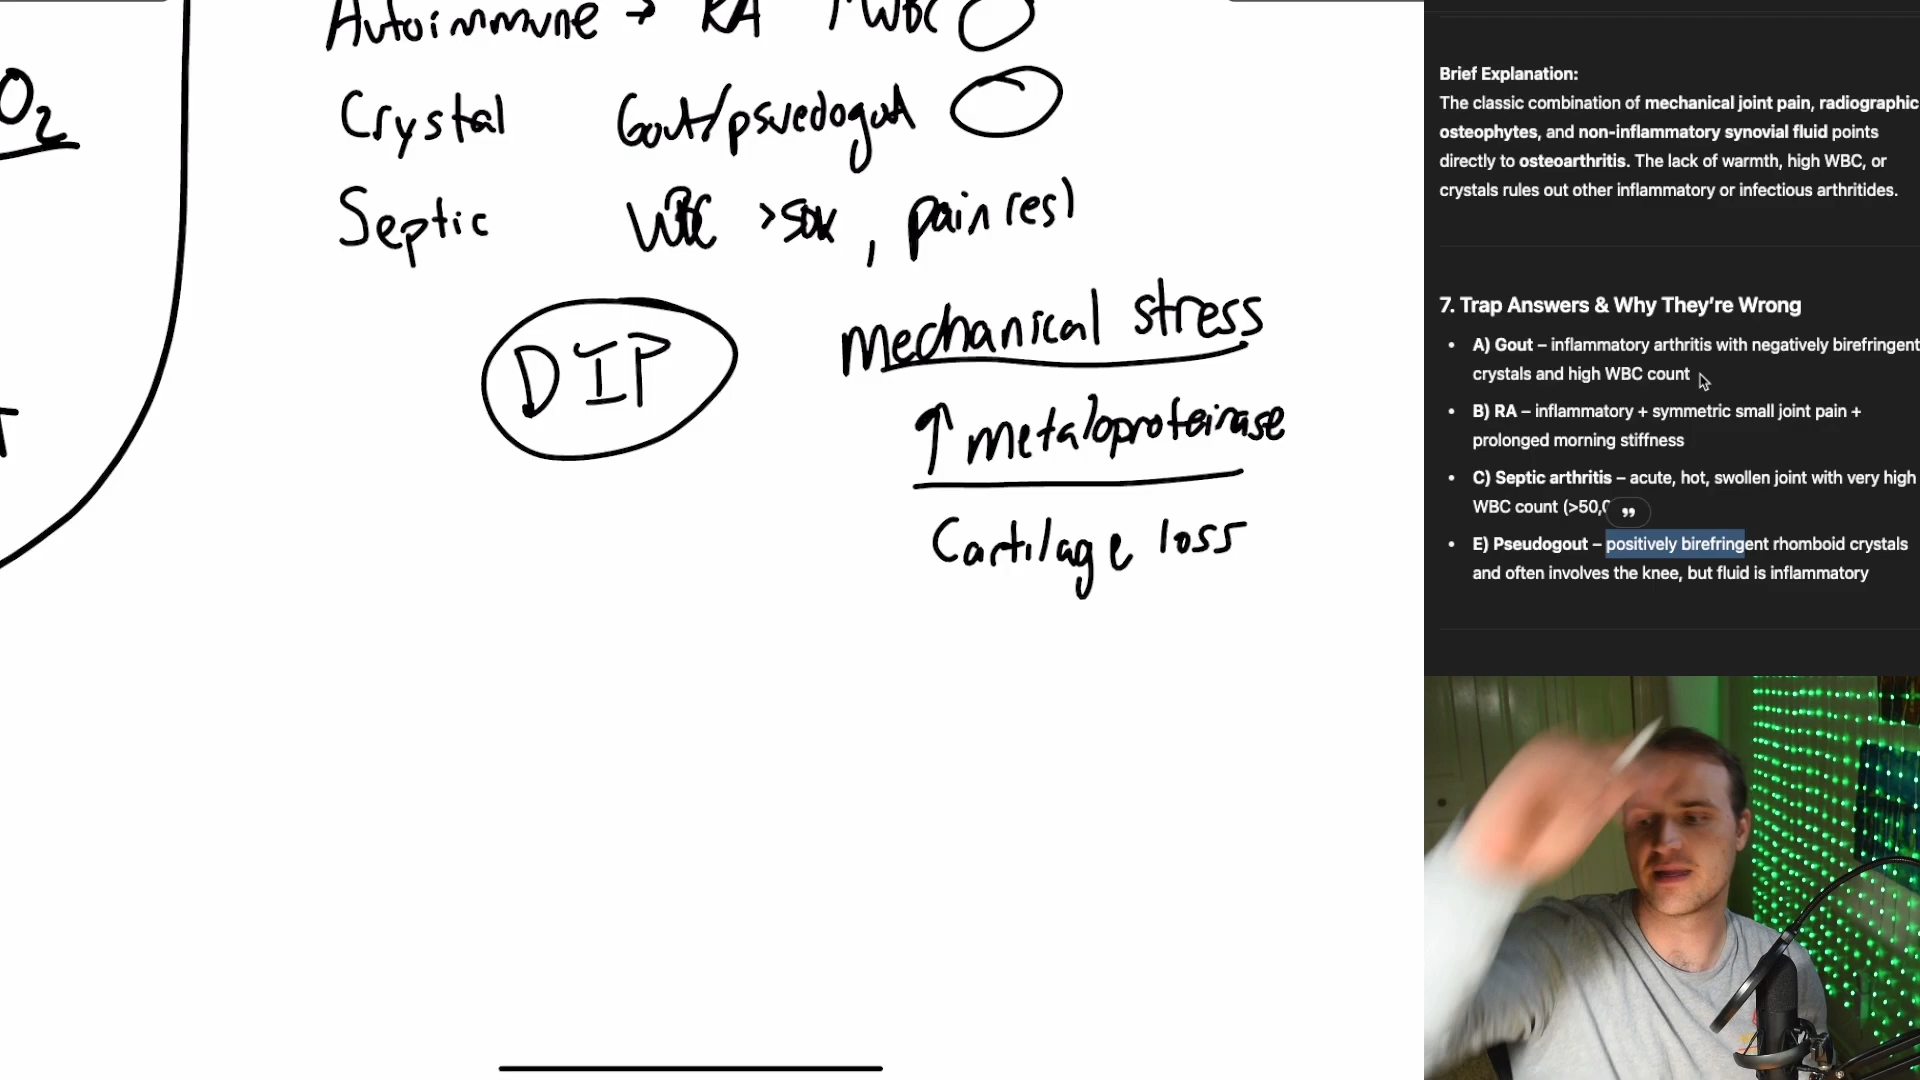 O2
Autoimmune → RA ↑WBC
Crystal Gout/psvedogout
Septic WBC >50K, pain rest
DIP
mechanical stress
↑ metaloproteinase
Cartilage loss
Brief Explanation:
The classic combination of mechanical joint pain, radiographic
osteophytes, and non-inflammatory synovial fluid points
directly to osteoarthritis. The lack of warmth, high WBC, or
crystals rules out other inflammatory or infectious arthritides.
7. Trap Answers & Why They’re Wrong
• A) Gout – inflammatory arthritis with negatively birefringent
crystals and high WBC count
• B) RA – inflammatory + symmetric small joint pain +
prolonged morning stiffness
• C) Septic arthritis – acute, hot, swollen joint with very high
WBC count (>50,0
• E) Pseudogout – positively birefringent rhomboid crystals
and often involves the knee, but fluid is inflammatory